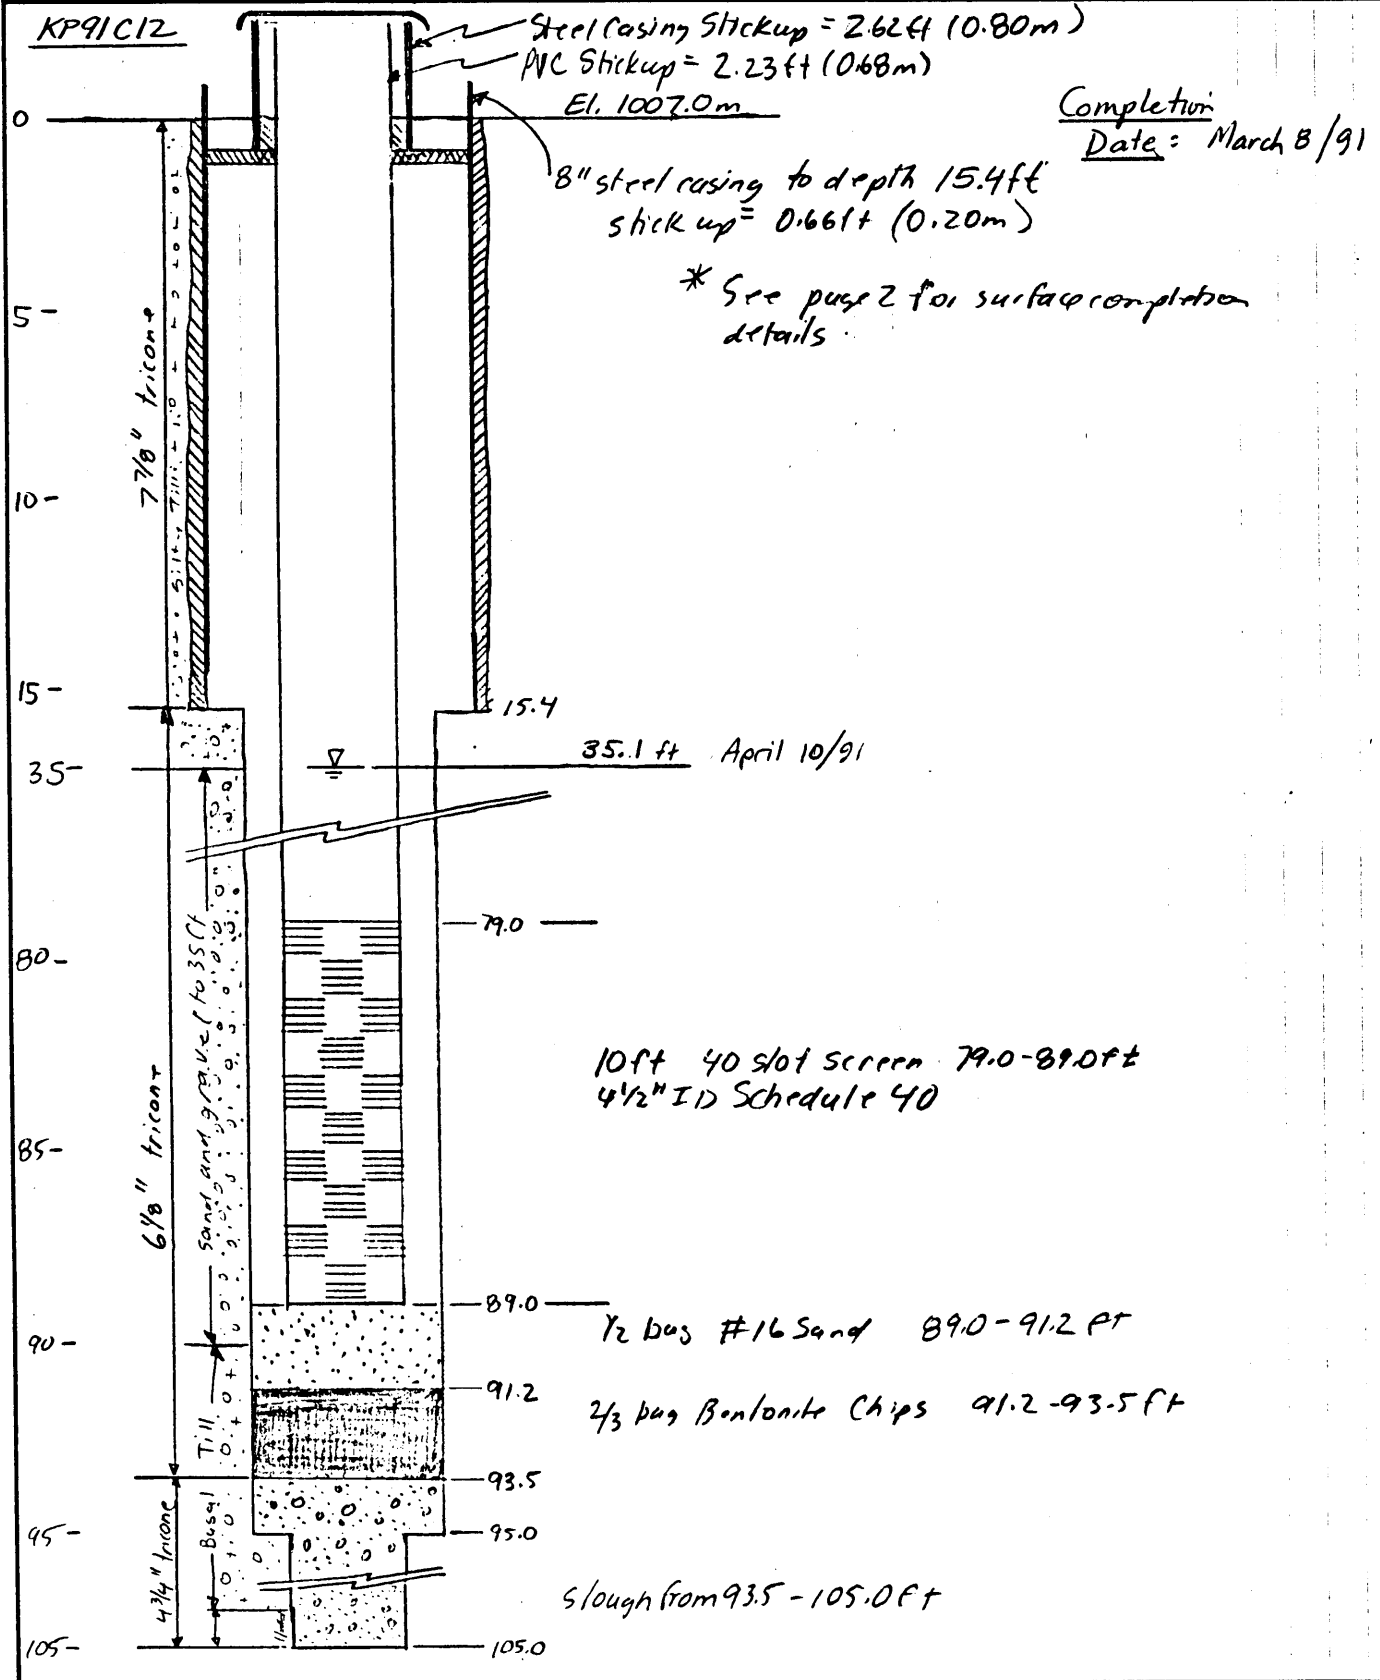 KP91C12
Steel Casing Stickup = 2.62ft (0.80m)
PVC Stickup = 2.23ft (0.68m)
El. 1007.0m
Completion
Date: March 8/91
8" steel casing to depth 15.4ft
stick up = 0.66ft (0.20m)
* See page 2 for surface completion
details.
0
5-
10-
15-
35-
80-
85-
90-
95-
105-
7 7/8" tricone
6 1/8" tricone
4 3/4" tricone
Silty Till
Sand and gravel to 35ft
Basal Till
15.4
35.1 ft April 10/91
79.0
10ft 40 slot screen 79.0-89.0ft
4 1/2" ID Schedule 40
89.0
1/2 bag #16 Sand 89.0-91.2 ft
91.2
2/3 bag Bentonite Chips 91.2-93.5ft
93.5
95.0
slough from 93.5-105.0ft
105.0